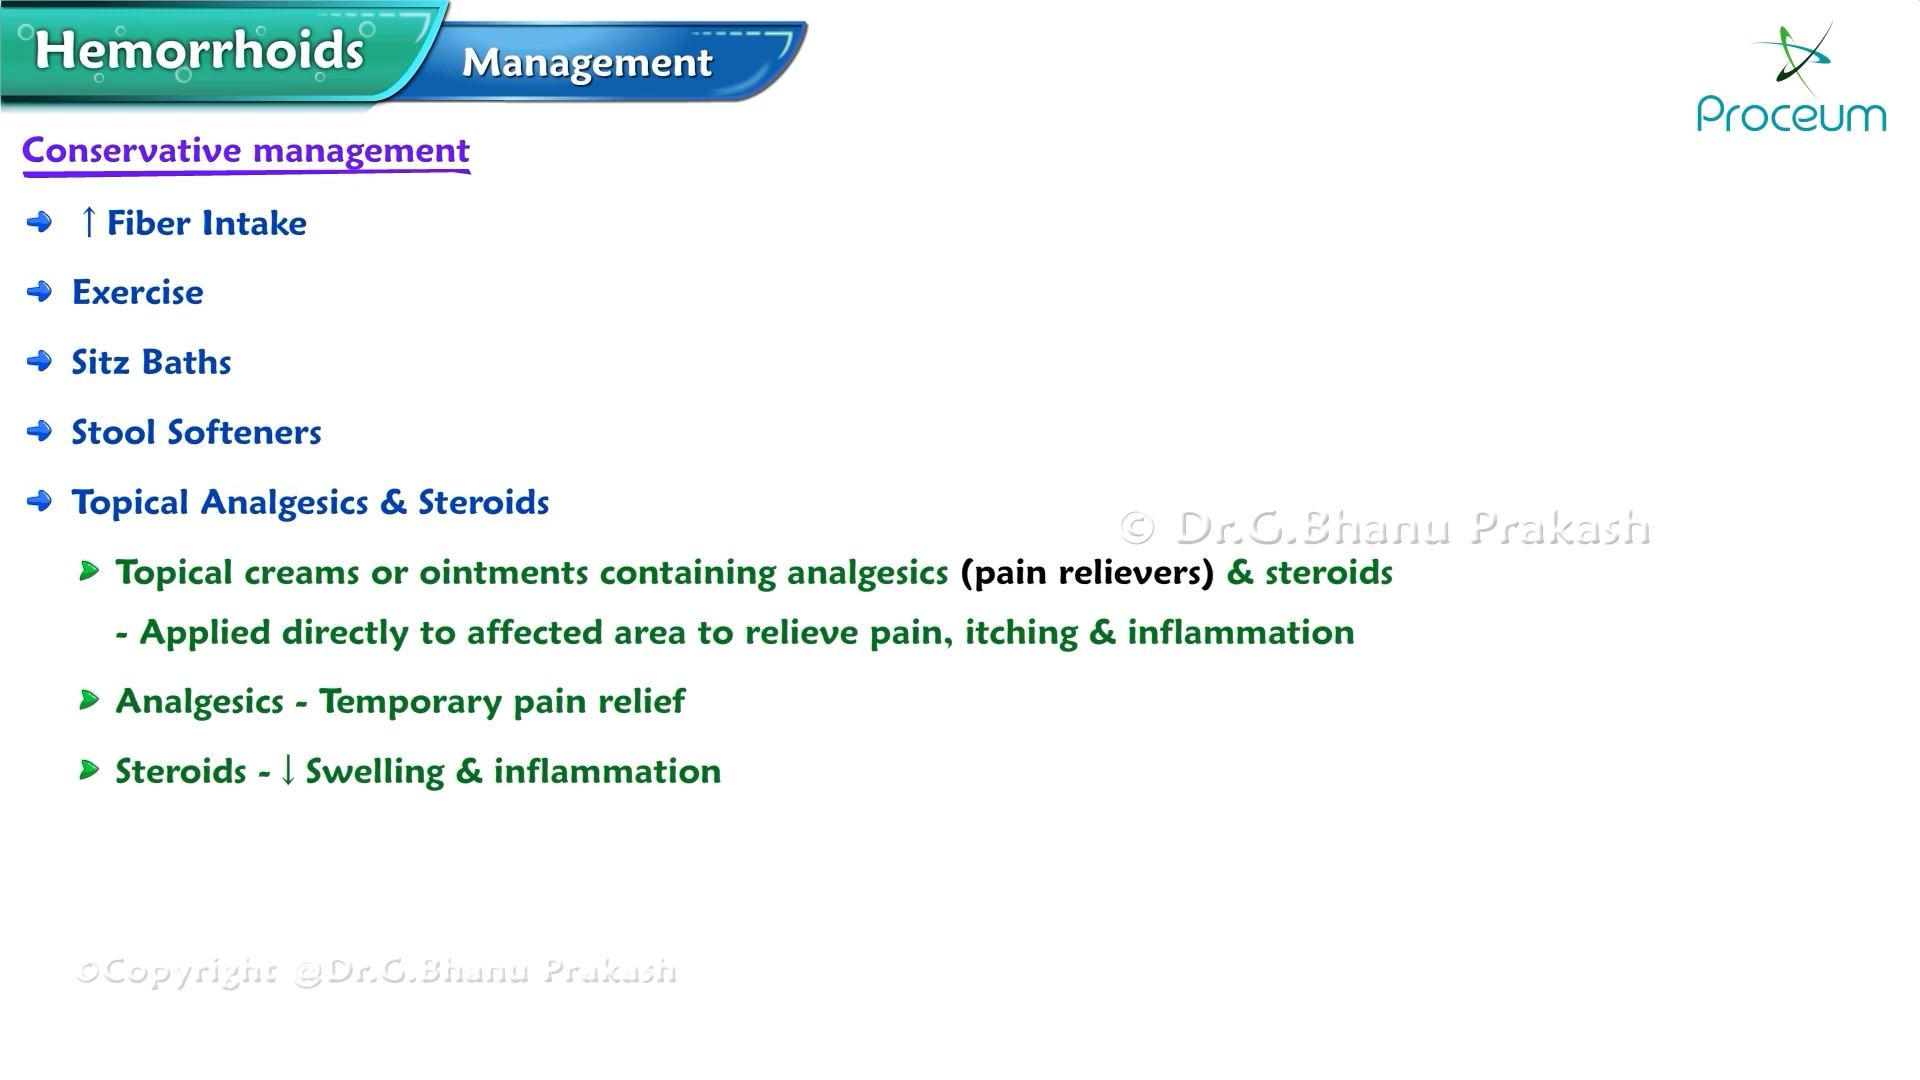 Hemorrhoids
Management
Proceum
Conservative management
↑ Fiber Intake
Exercise
Sitz Baths
Stool Softeners
Topical Analgesics & Steroids
© Dr.G.Bhanu Prakash
Topical creams or ointments containing analgesics (pain relievers) & steroids
- Applied directly to affected area to relieve pain, itching & inflammation
Analgesics - Temporary pain relief
Steroids - ↓ Swelling & inflammation
©Copyright @Dr.G.Bhanu Prakash